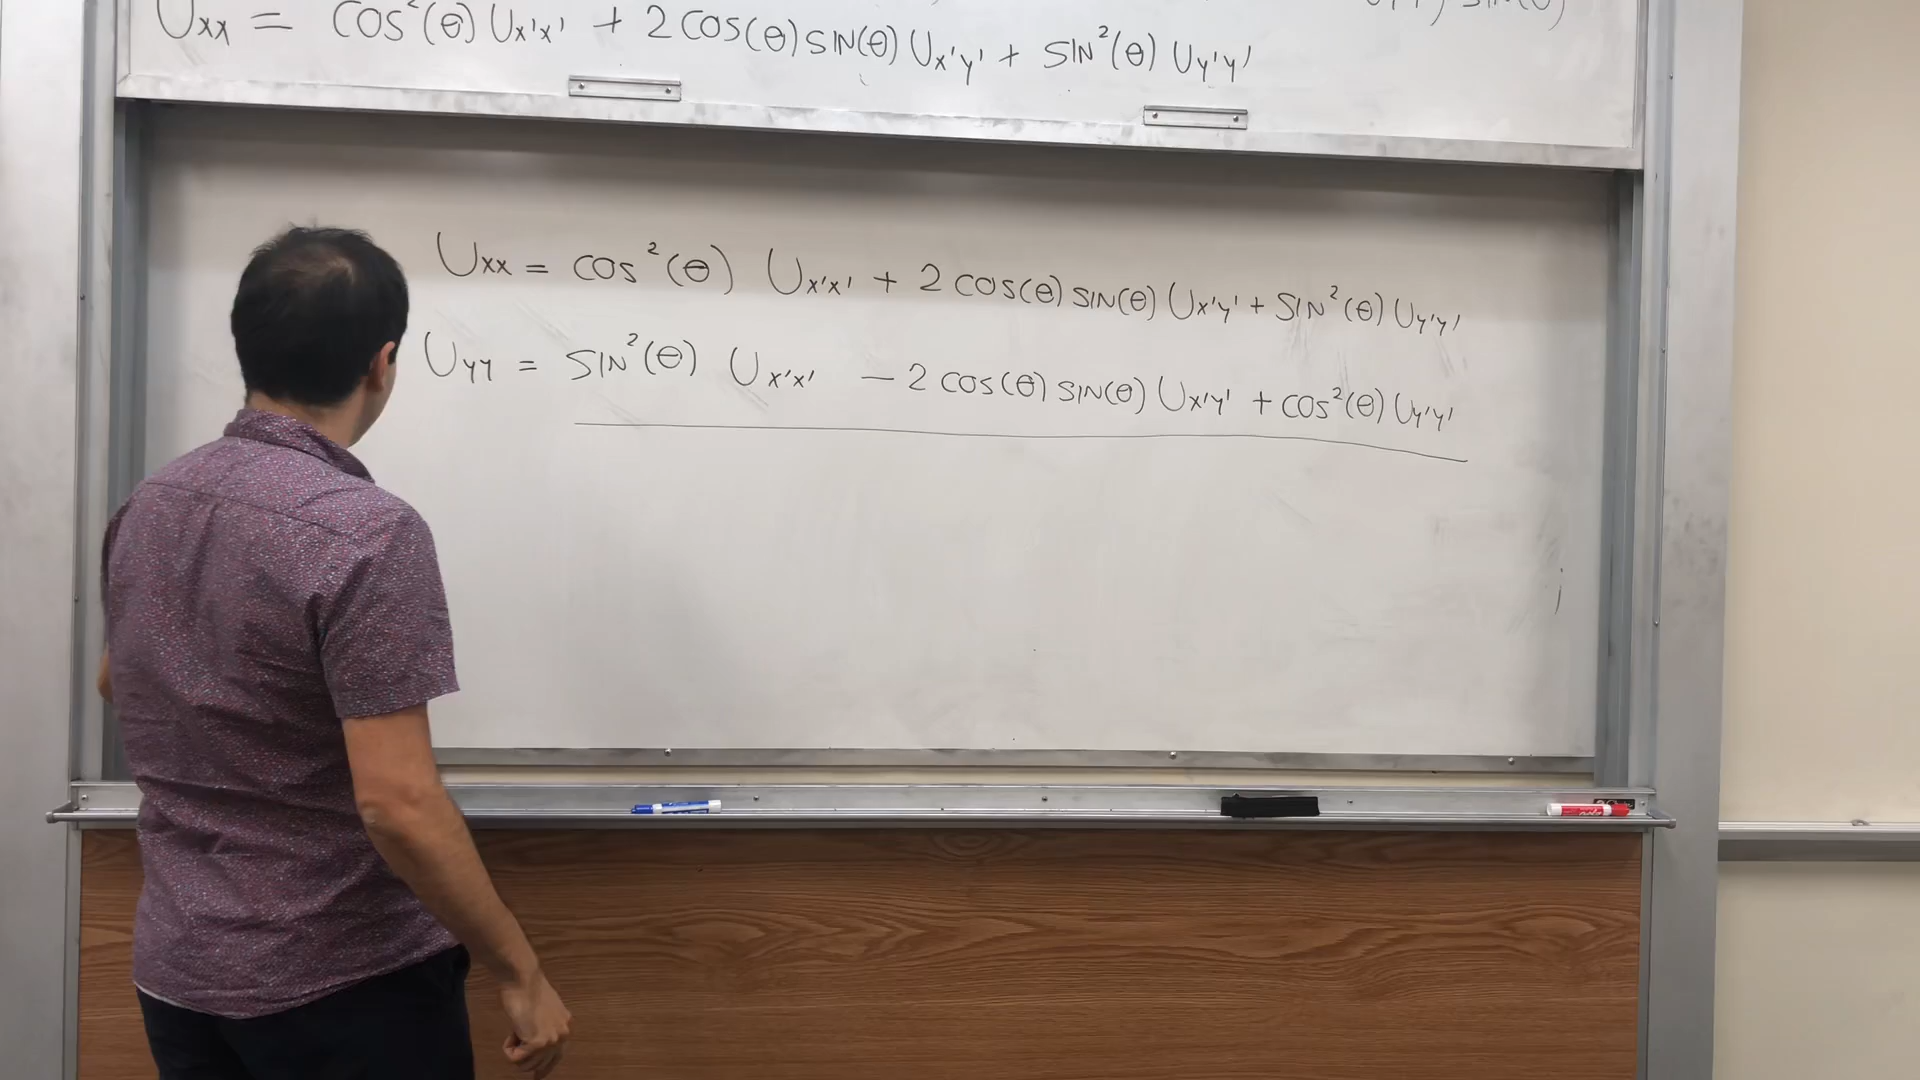 Uxx = cos²(θ) Ux'x' + 2 cos(θ) sin(θ) Ux'y' + sin²(θ) Uy'y'
Uxx = cos²(θ) Ux'x' + 2 cos(θ) sin(θ) Ux'y' + sin²(θ) Uy'y'
Uyy = sin²(θ) Ux'x' − 2 cos(θ) sin(θ) Ux'y' + cos²(θ) Uy'y'